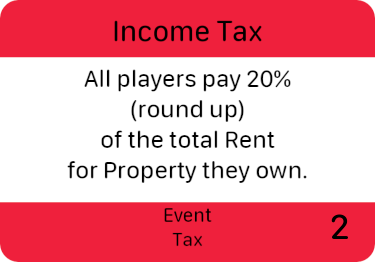 Income Tax
All players pay 20%
(round up)
of the total Rent
for Property they own.
Event
Tax
2